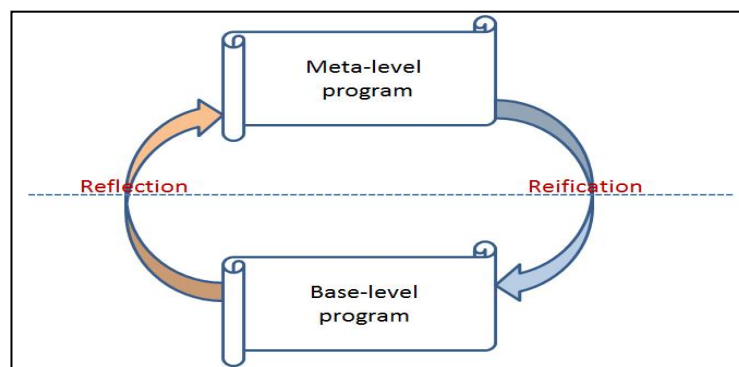 Meta-level
program
Reflection
Reification
Base-level
program